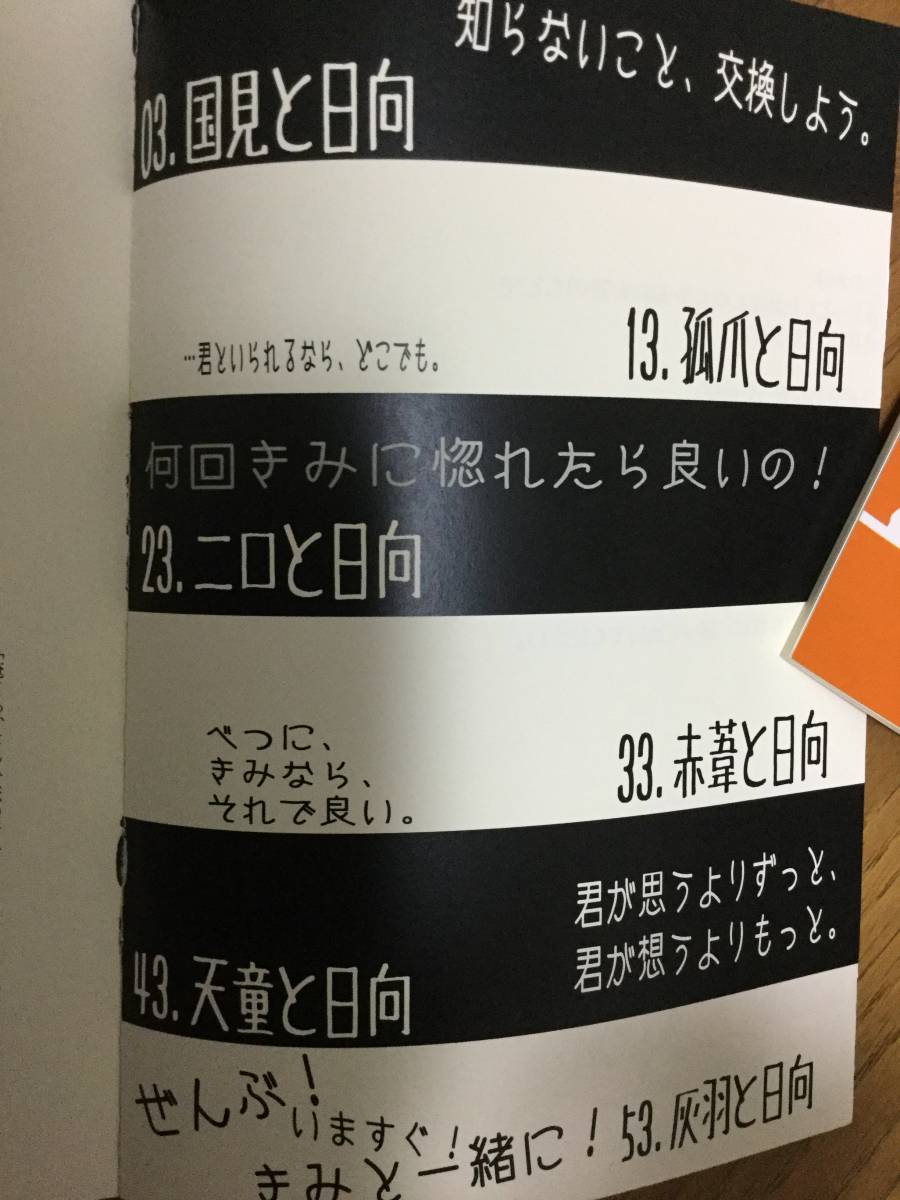 知らないこと、交換しよう。
03. 国見と日向
…君といられるなら、どこでも。
13. 孤爪と日向
何回きみに惚れたら良いの！
23. 二口と日向
べつに、
きみなら、
それで良い。
33. 赤葦と日向
君が思うよりずっと、
君が想うよりもっと。
43. 天童と日向
ぜんぶ！
いますぐ！
きみと一緒に！
53. 灰羽と日向